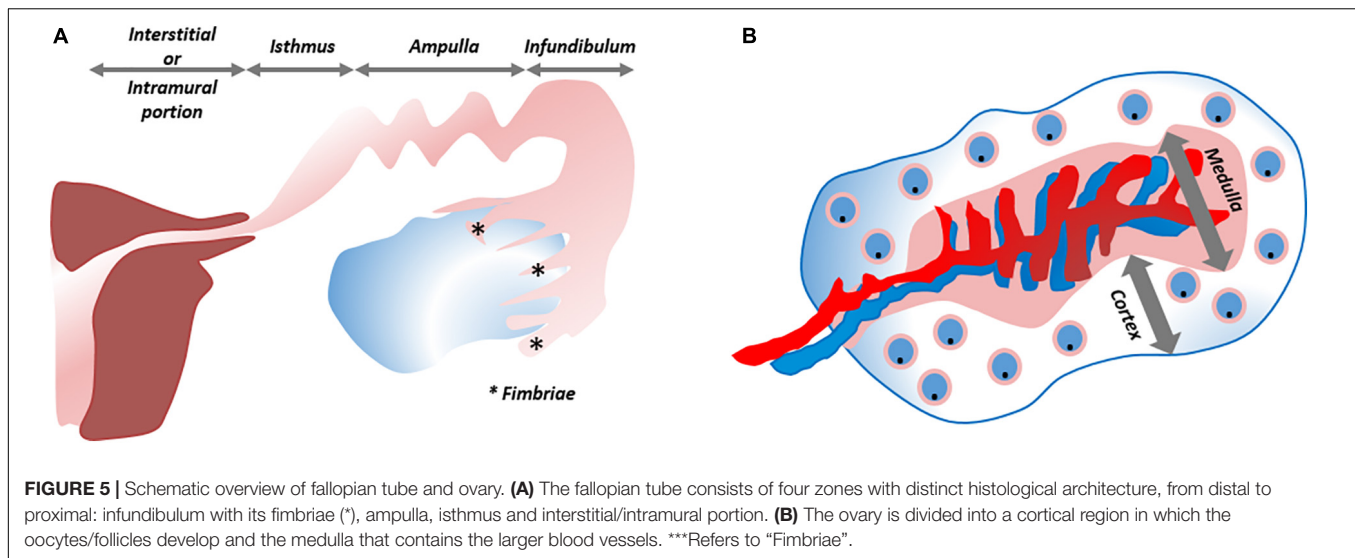 A
Interstitial
or
Intramural
portion
Isthmus
Ampulla
Infundibulum
*
*
*
* Fimbriae
B
Medulla
Cortex
FIGURE 5 | Schematic overview of fallopian tube and ovary. (A) The fallopian tube consists of four zones with distinct histological architecture, from distal to
proximal: infundibulum with its fimbriae (*), ampulla, isthmus and interstitial/intramural portion. (B) The ovary is divided into a cortical region in which the
oocytes/follicles develop and the medulla that contains the larger blood vessels. ***Refers to “Fimbriae”.